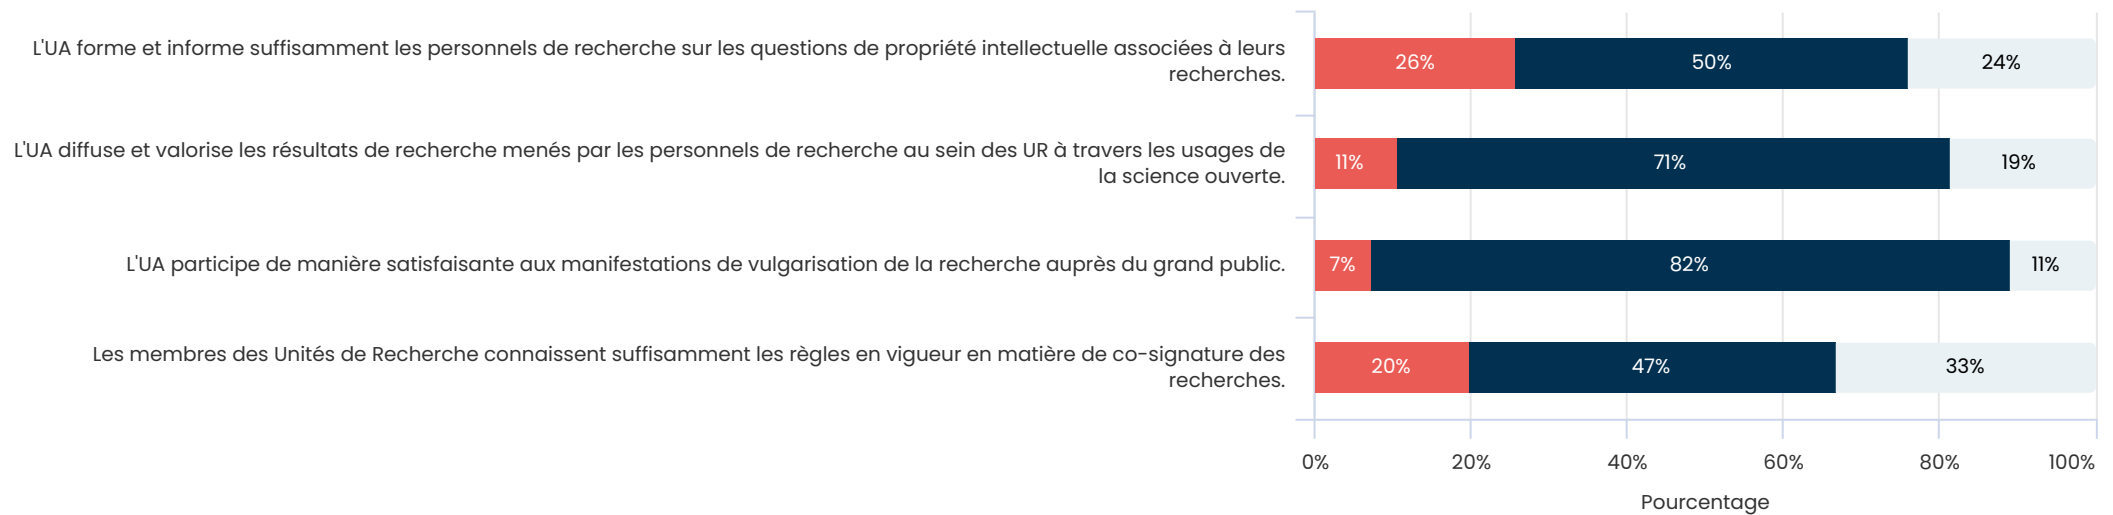 L'UA forme et informe suffisamment les personnels de recherche sur les questions de propriété intellectuelle associées à leurs
recherches.
26%
50%
24%
L'UA diffuse et valorise les résultats de recherche menés par les personnels de recherche au sein des UR à travers les usages de
la science ouverte.
11%
71%
19%
L'UA participe de manière satisfaisante aux manifestations de vulgarisation de la recherche auprès du grand public.
7%
82%
11%
Les membres des Unités de Recherche connaissent suffisamment les règles en vigueur en matière de co-signature des
recherches.
20%
47%
33%
0%
20%
40%
60%
80%
100%
Pourcentage